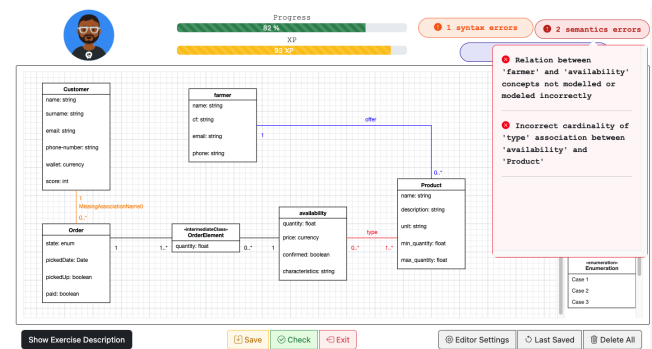 Progress
82 %
XP
93 XP
1 syntax errors
2 semantics errors
Relation between
'farmer' and 'availability'
concepts not modelled or
modeled incorrectly
Incorrect cardinality of
'type' association between
'availability' and
'Product'
Customer
name: string
surname: string
email: string
phone-number: string
wallet: currency
score: int
farmer
name: string
cf: string
email: string
phone: string
1
offer
0..*
1
MissingAssociationName0
0..*
Product
name: string
description: string
unit: string
min_quantity: float
max_quantity: float
Order
state: enum
pickedDate: Date
pickedUp: boolean
paid: boolean
1
1..*
«intermediateClass»
OrderElement
quantity: float
0..*
1
availability
quantity: float
price: currency
confirmed: boolean
characteristics: string
type
0..*
1..*
«enumeration»
Enumeration
Case 1
Case 2
Case 3
Show Exercise Description
Save
Check
Exit
Editor Settings
Last Saved
Delete All